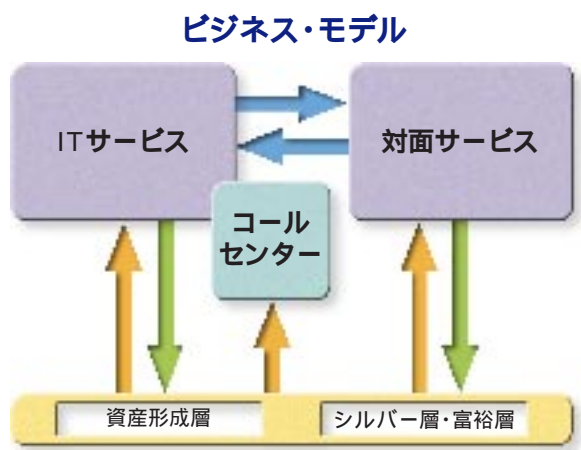 ビジネス・モデル
ITサービス
対面サービス
コール
センター
資産形成層
シルバー層・富裕層